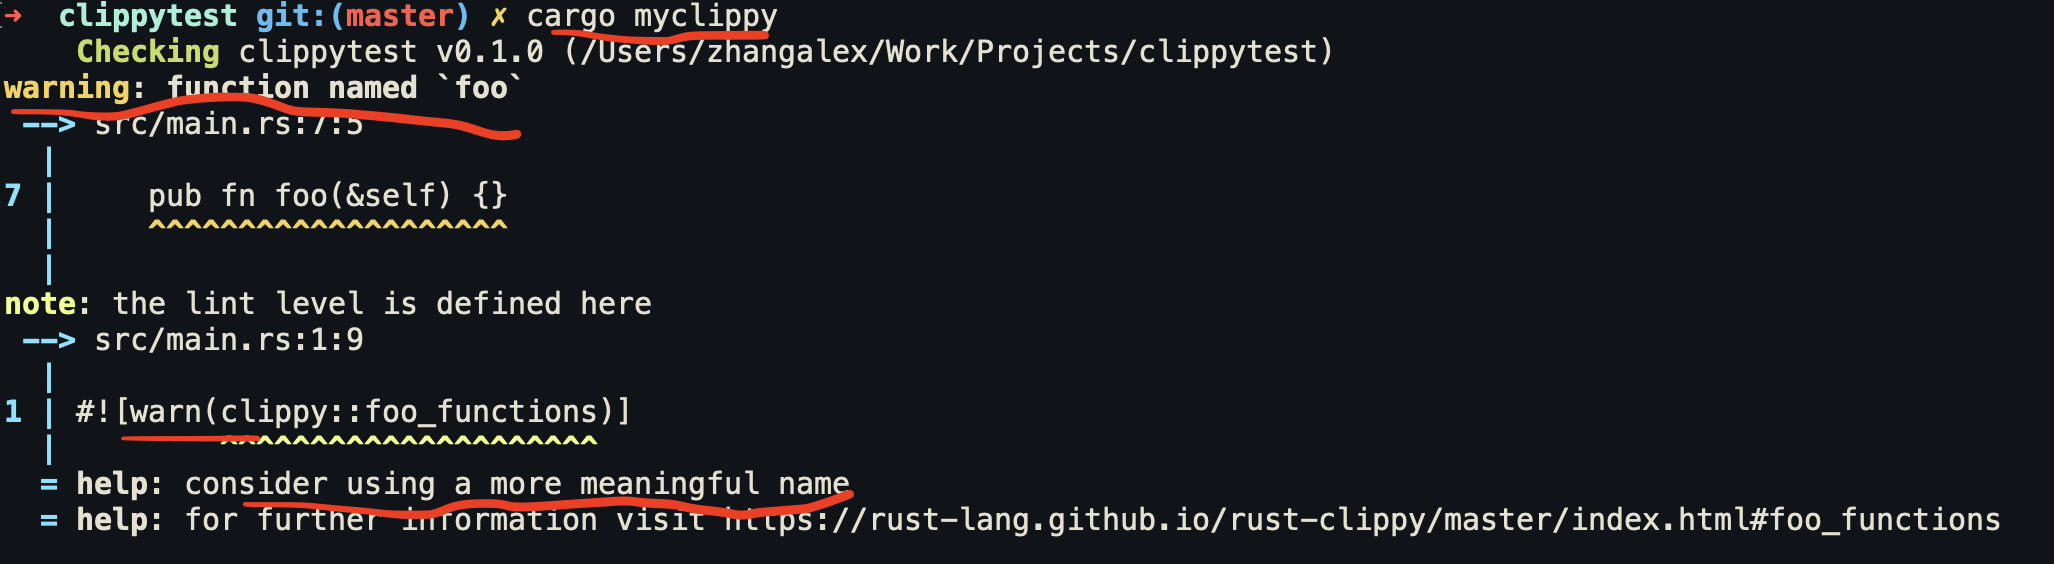 ➜ clippytest git:(master) ✗ cargo myclippy
Checking clippytest v0.1.0 (/Users/zhangalex/Work/Projects/clippytest)
warning: function named `foo`
--> src/main.rs:7:5
|
7 | pub fn foo(&self) {}
| ^^^^^^^^^^^^^^^^^^^^
|
note: the lint level is defined here
--> src/main.rs:1:9
|
1 | #![warn(clippy::foo_functions)]
| ^^^^^^^^^^^^^^^^^^^^^
= help: consider using a more meaningful name
= help: for further information visit https://rust-lang.github.io/rust-clippy/master/index.html#foo_functions